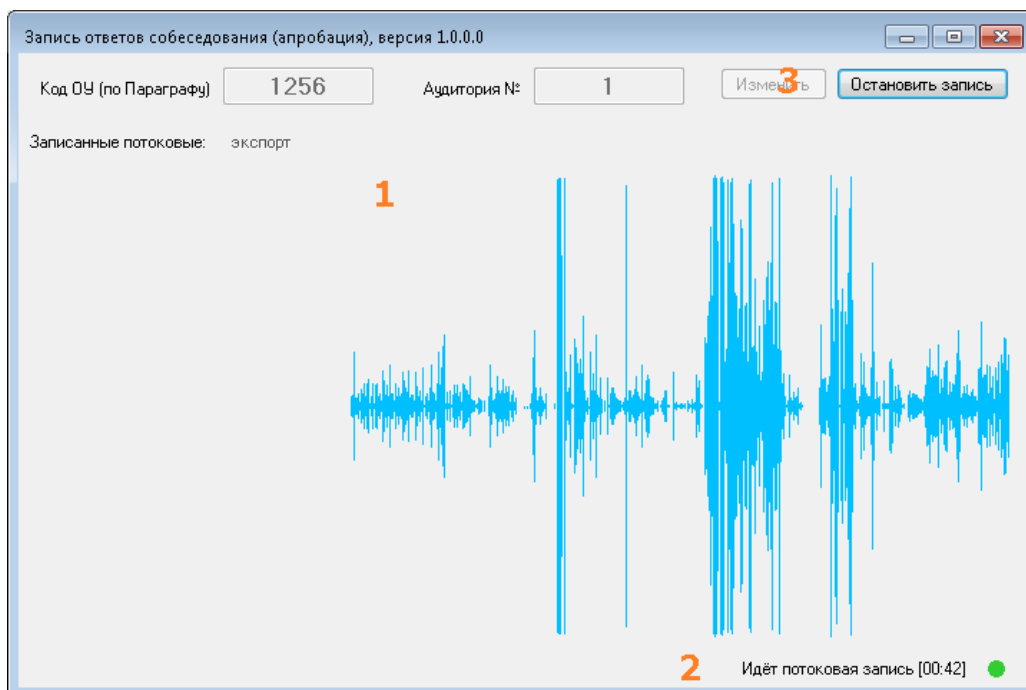 Запись ответов собеседования (апробация), версия 1.0.0.0
Код ОУ (по Параграфу) 1256 Аудитория № 1 Изменить 3 Остановить запись
Записанные потоковые: экспорт
1
2 Идёт потоковая запись [00:42]